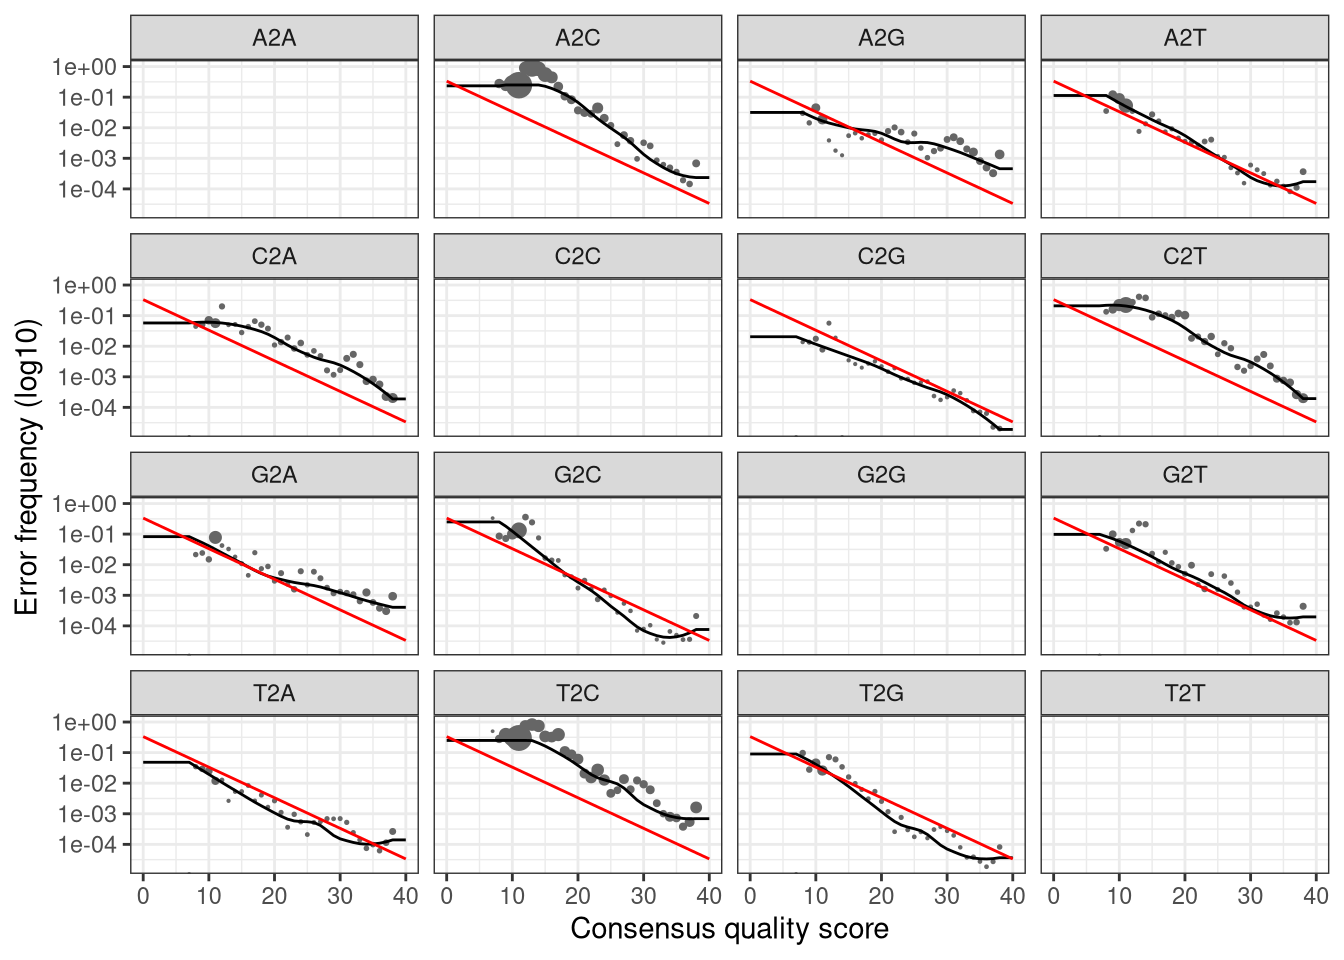 A2A A2C A2G A2T
1e+00
1e-01
1e-02
1e-03
1e-04
C2A C2C C2G C2T
1e+00
1e-01
1e-02
1e-03
1e-04
G2A G2C G2G G2T
1e+00
1e-01
1e-02
1e-03
1e-04
T2A T2C T2G T2T
1e+00
1e-01
1e-02
1e-03
1e-04
0 10 20 30 40 0 10 20 30 40 0 10 20 30 40 0 10 20 30 40
Consensus quality score
Error frequency (log10)